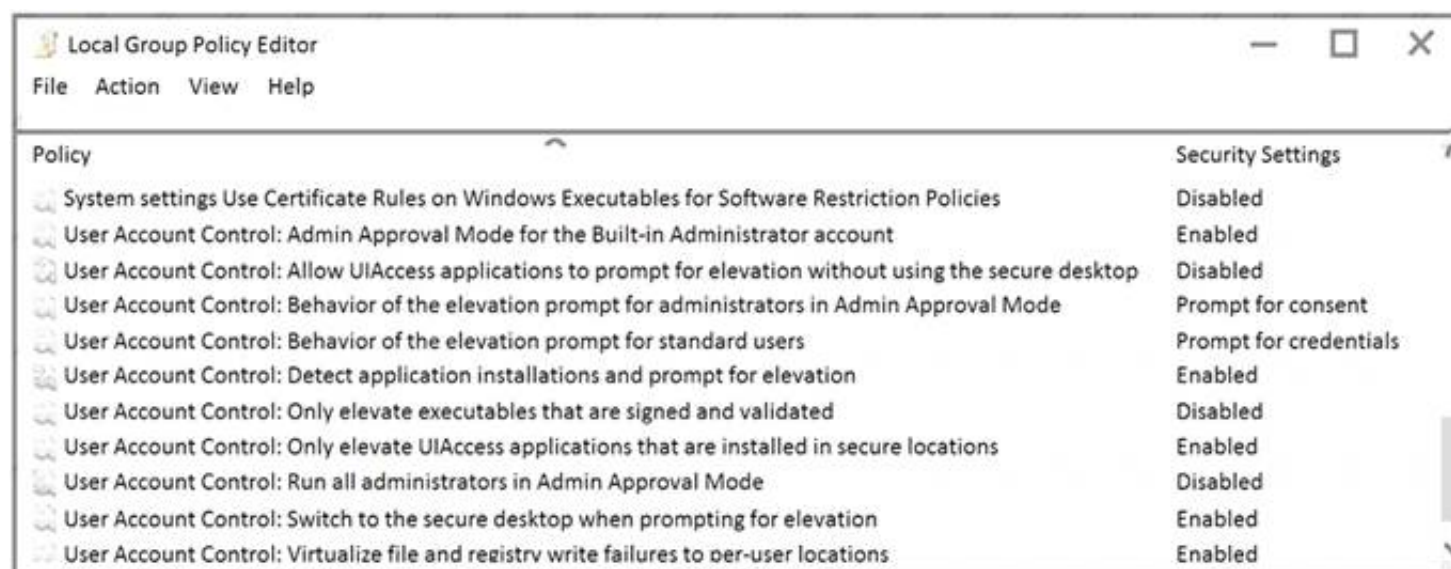 Local Group Policy Editor
File Action View Help
Policy Security Settings
System settings Use Certificate Rules on Windows Executables for Software Restriction Policies Disabled
User Account Control: Admin Approval Mode for the Built-in Administrator account Enabled
User Account Control: Allow UIAccess applications to prompt for elevation without using the secure desktop Disabled
User Account Control: Behavior of the elevation prompt for administrators in Admin Approval Mode Prompt for consent
User Account Control: Behavior of the elevation prompt for standard users Prompt for credentials
User Account Control: Detect application installations and prompt for elevation Enabled
User Account Control: Only elevate executables that are signed and validated Disabled
User Account Control: Only elevate UIAccess applications that are installed in secure locations Enabled
User Account Control: Run all administrators in Admin Approval Mode Disabled
User Account Control: Switch to the secure desktop when prompting for elevation Enabled
User Account Control: Virtualize file and registry write failures to per-user locations Enabled